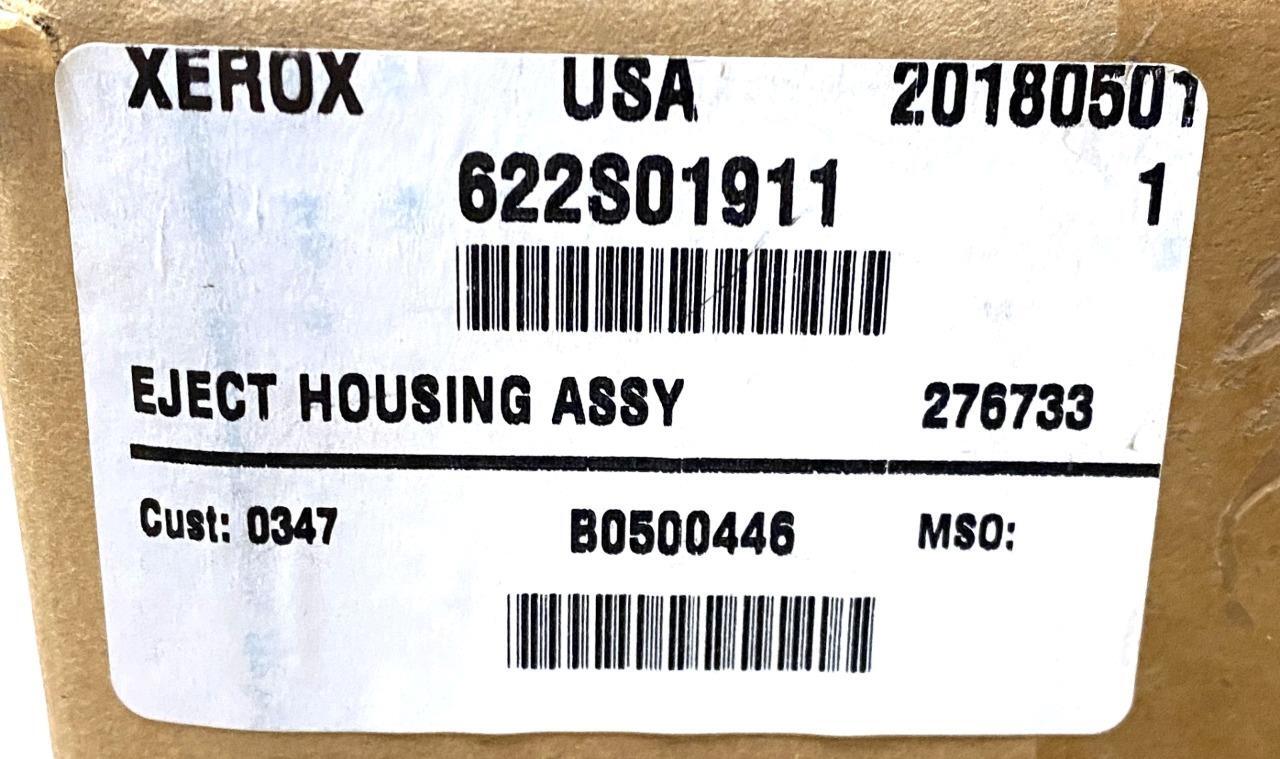 XEROX USA 20180501
622S01911 1
EJECT HOUSING ASSY 276733
Cust: 0347 B0500446 MSO: